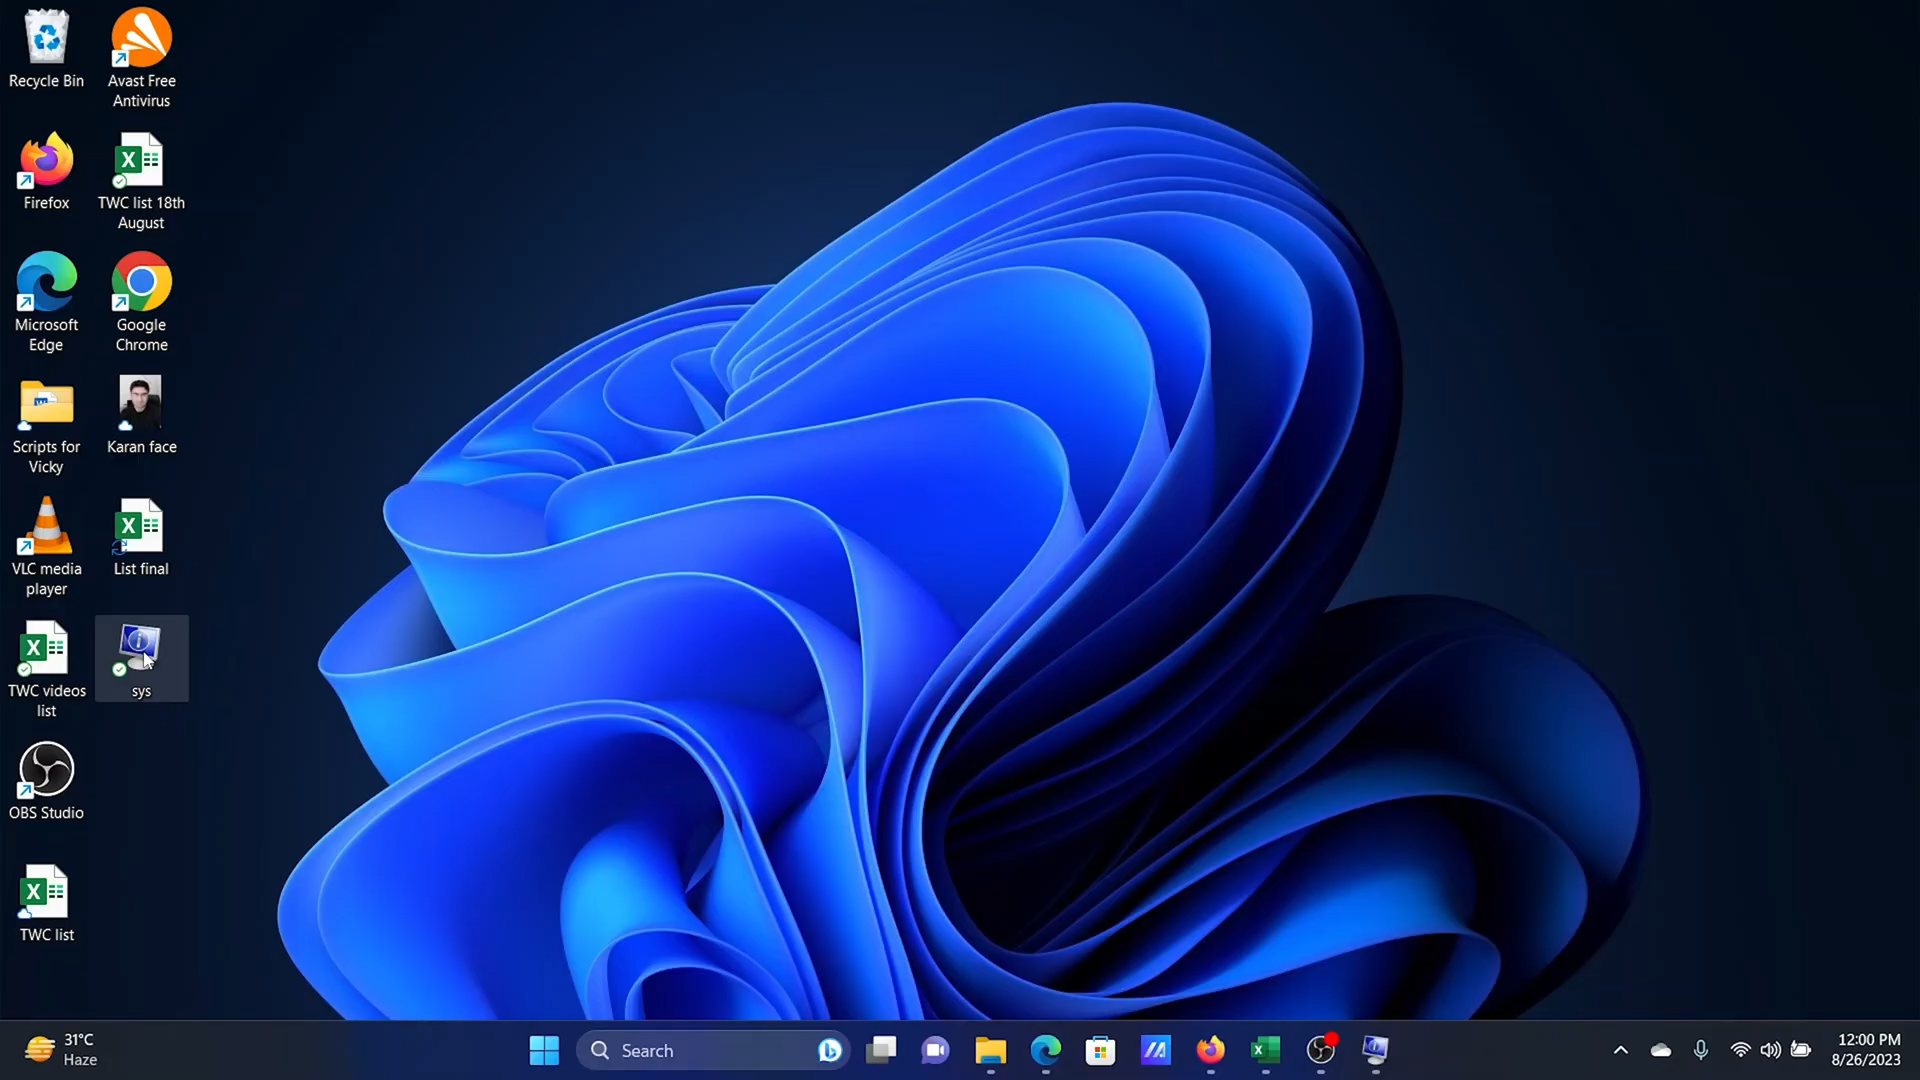 Recycle Bin
Avast Free
Antivirus
Firefox
TWC list 18th
August
Microsoft
Edge
Google
Chrome
Scripts for
Vicky
Karan face
VLC media
player
List final
TWC videos
list
sys
OBS Studio
TWC list
31°C
Haze
Search
12:00 PM
8/26/2023